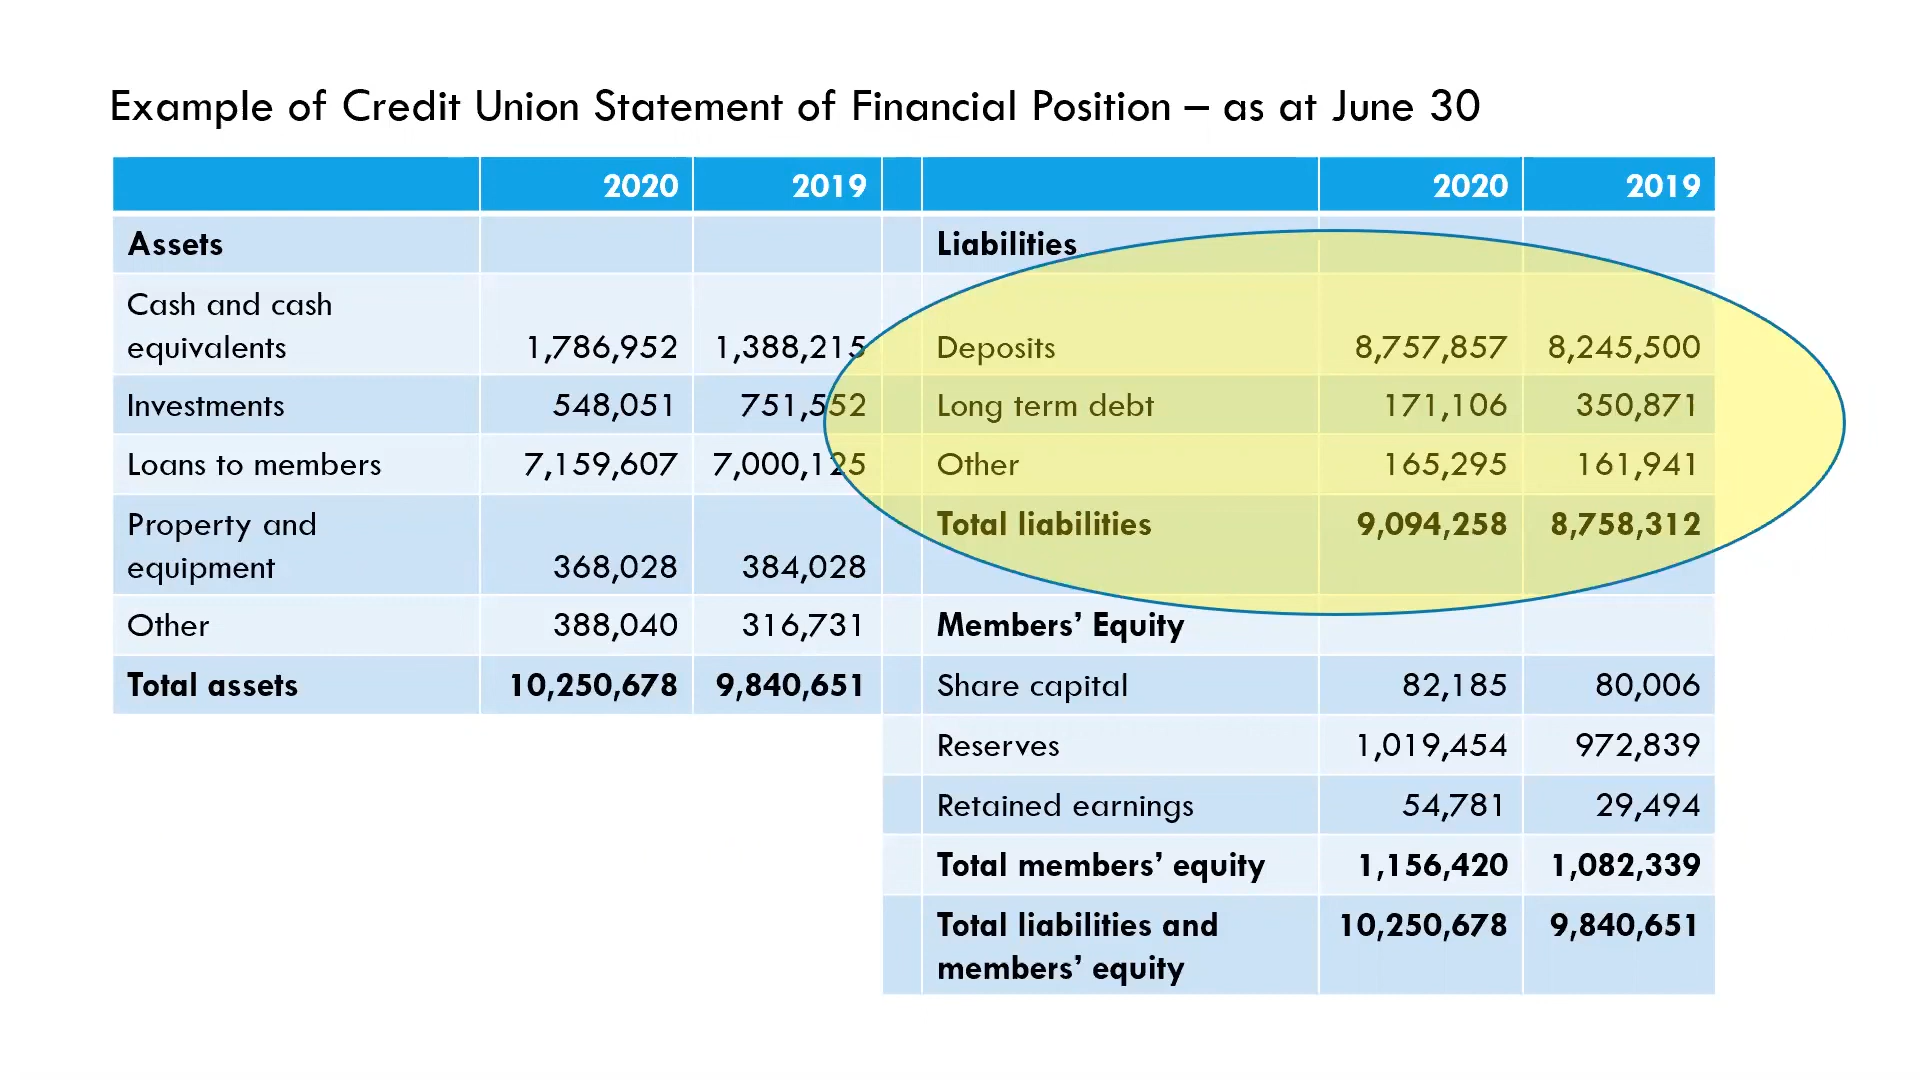 Example of Credit Union Statement of Financial Position – as at June 30
2020 2019 2020 2019
Assets Liabilities
Cash and cash
equivalents 1,786,952 1,388,215 Deposits 8,757,857 8,245,500
Investments 548,051 751,552 Long term debt 171,106 350,871
Loans to members 7,159,607 7,000,125 Other 165,295 161,941
Property and Total liabilities 9,094,258 8,758,312
equipment 368,028 384,028
Other 388,040 316,731 Members’ Equity
Total assets 10,250,678 9,840,651 Share capital 82,185 80,006
Reserves 1,019,454 972,839
Retained earnings 54,781 29,494
Total members’ equity 1,156,420 1,082,339
Total liabilities and 10,250,678 9,840,651
members’ equity